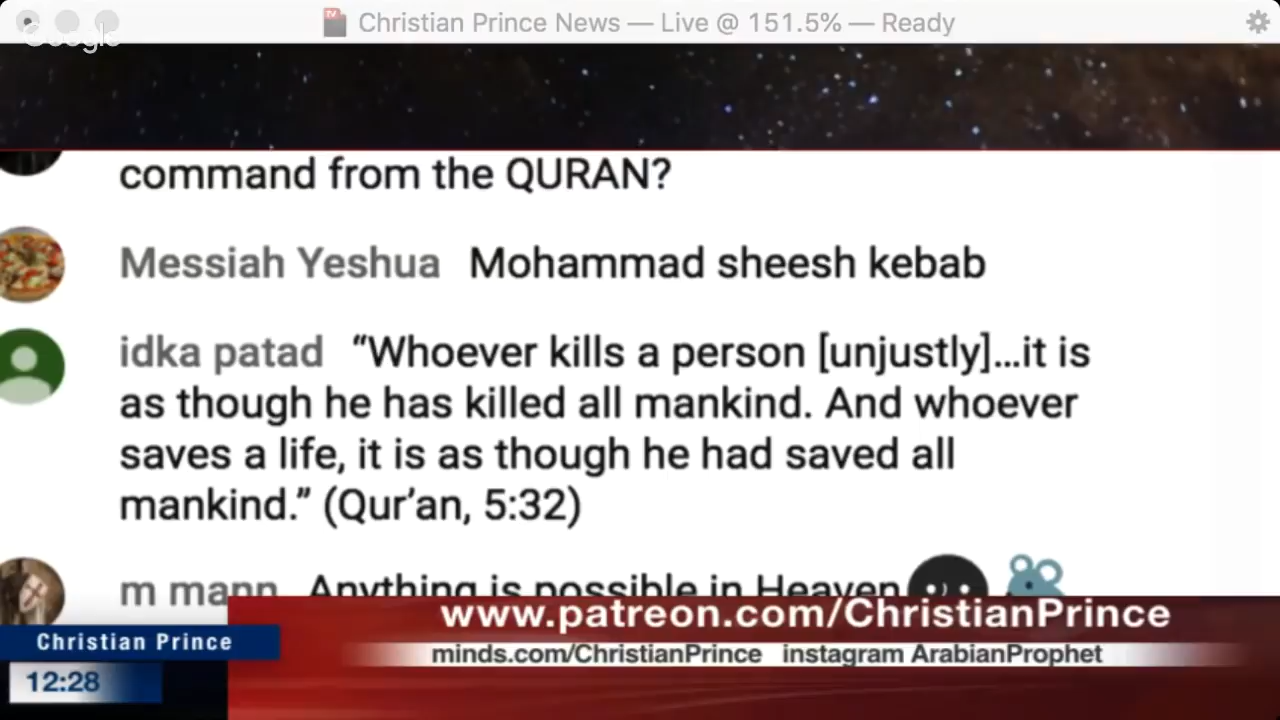 Christian Prince News — Live @ 151.5% — Ready
Google
command from the QURAN?
Messiah Yeshua Mohammad sheesh kebab
idka patad “Whoever kills a person [unjustly]...it is
as though he has killed all mankind. And whoever
saves a life, it is as though he had saved all
mankind.” (Qur’an, 5:32)
m mann Anything is possible in Heaven
www.patreon.com/ChristianPrince
Christian Prince
minds.com/ChristianPrince instagram ArabianProphet
12:28